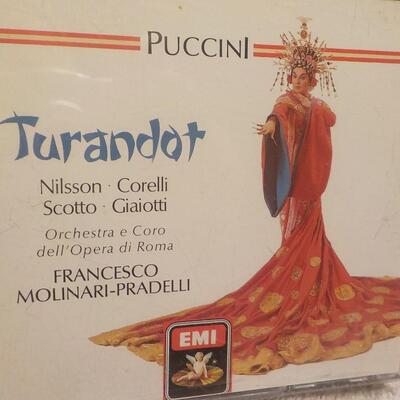 PUCCINI
Turandot
Nilsson · Corelli
Scotto · Giaiotti
Orchestra e Coro
dell'Opera di Roma
FRANCESCO
MOLINARI-PRADELLI
EMI